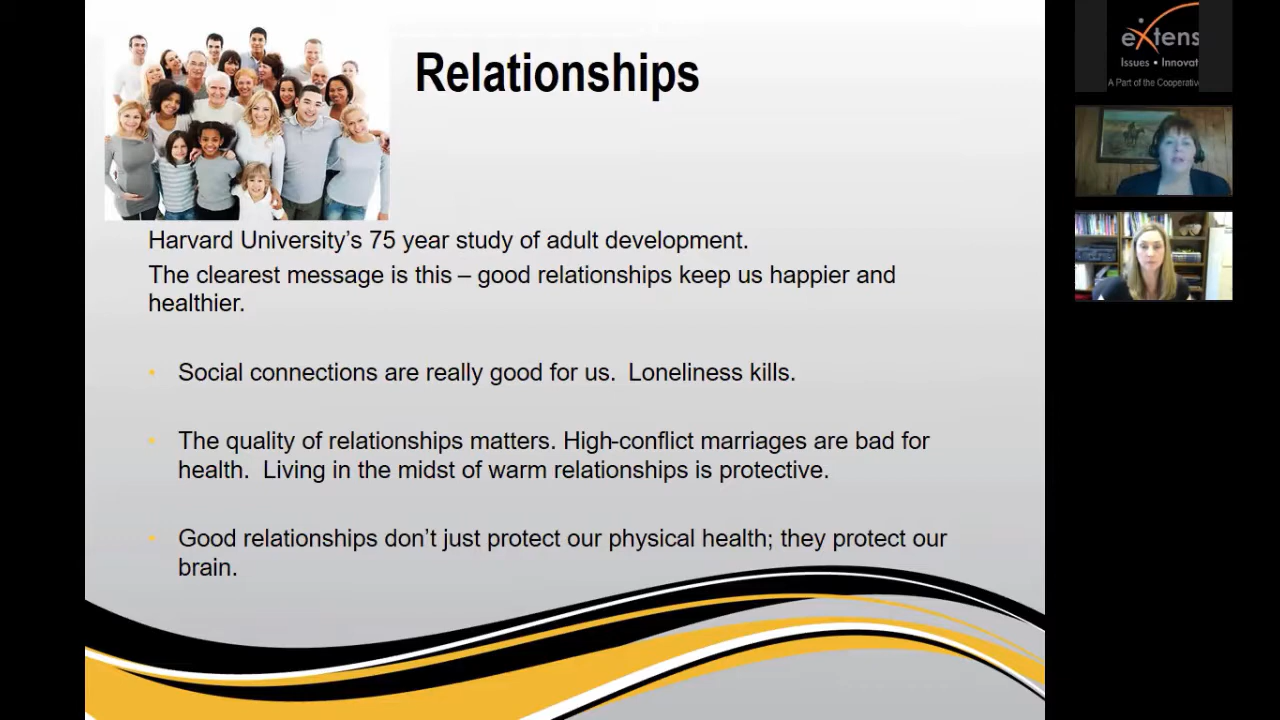 Relationships
Harvard University’s 75 year study of adult development.
The clearest message is this – good relationships keep us happier and
healthier.
• Social connections are really good for us.  Loneliness kills.
• The quality of relationships matters. High-conflict marriages are bad for
health.  Living in the midst of warm relationships is protective.
• Good relationships don’t just protect our physical health; they protect our
brain.
eXtens
Issues • Innovat
A Part of the Cooperative